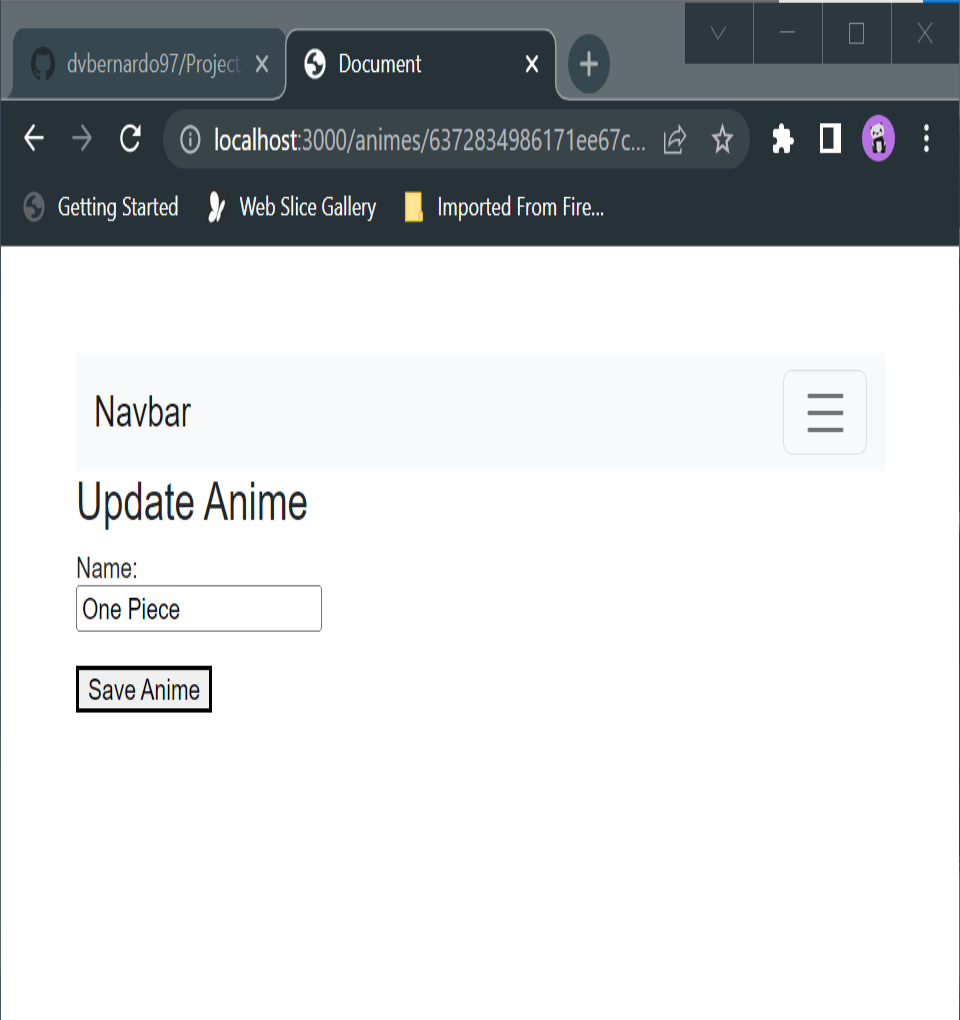 dvbernardo97/Project
Document
localhost:3000/animes/6372834986171ee67c...
Getting Started
Web Slice Gallery
Imported From Fire...
Navbar
Update Anime
Name:
One Piece
Save Anime